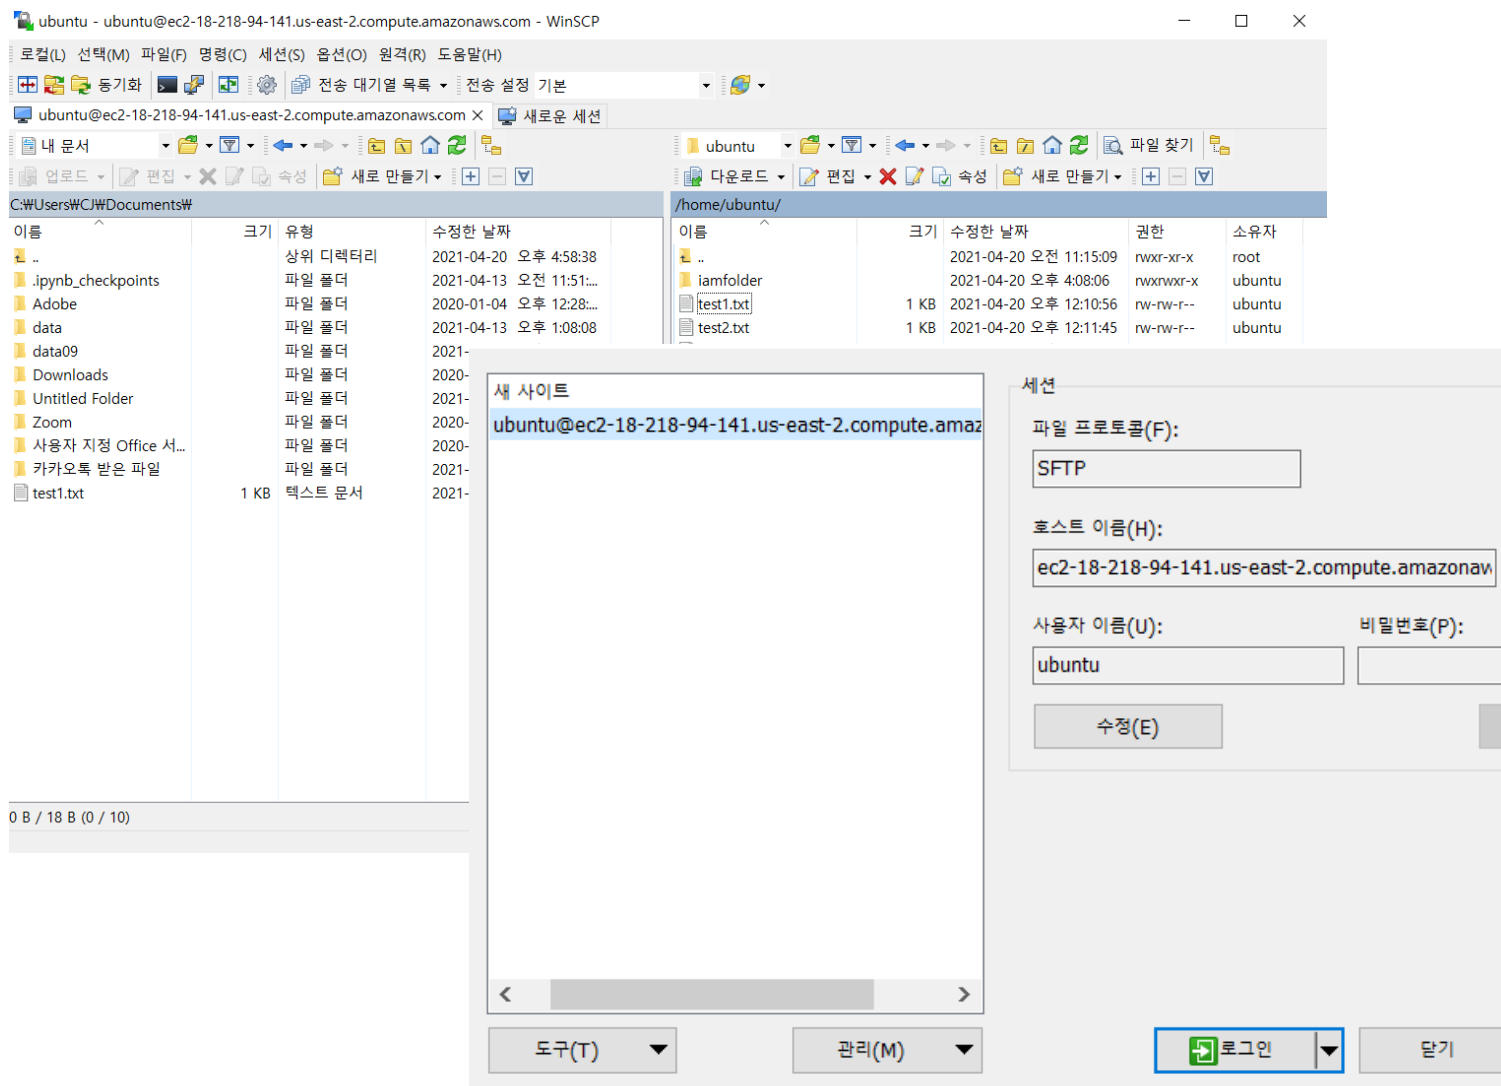 ubuntu - ubuntu@ec2-18-218-94-141.us-east-2.compute.amazonaws.com - WinSCP
로컬(L) 선택(M) 파일(F) 명령(C) 세션(S) 옵션(O) 원격(R) 도움말(H)
동기화 전송 대기열 목록 전송 설정 기본
ubuntu@ec2-18-218-94-141.us-east-2.compute.amazonaws.com 새로운 세션
내 문서
업로드 편집 속성 새로 만들기
C:₩Users₩CJ₩Documents₩
이름 크기 유형 수정한 날짜
.. 상위 디렉터리 2021-04-20 오후 4:58:38
.ipynb_checkpoints 파일 폴더 2021-04-13 오전 11:51:...
Adobe 파일 폴더 2020-01-04 오후 12:28:...
data 파일 폴더 2021-04-13 오후 1:08:08
data09 파일 폴더 2021-
Downloads 파일 폴더 2020-
Untitled Folder 파일 폴더 2021-
Zoom 파일 폴더 2020-
사용자 지정 Office 서... 파일 폴더 2020-
카카오톡 받은 파일 파일 폴더 2021-
test1.txt 1 KB 텍스트 문서 2021-
0 B / 18 B (0 / 10)
ubuntu 파일 찾기
다운로드 편집 속성 새로 만들기
/home/ubuntu/
이름 크기 수정한 날짜 권한 소유자
.. 2021-04-20 오전 11:15:09 rwxr-xr-x root
iamfolder 2021-04-20 오후 4:08:06 rwxrwxr-x ubuntu
test1.txt 1 KB 2021-04-20 오후 12:10:56 rw-rw-r-- ubuntu
test2.txt 1 KB 2021-04-20 오후 12:11:45 rw-rw-r-- ubuntu
새 사이트
ubuntu@ec2-18-218-94-141.us-east-2.compute.amaz
도구(T) 관리(M)
세션
파일 프로토콜(F):
SFTP
호스트 이름(H):
ec2-18-218-94-141.us-east-2.compute.amazonaw
사용자 이름(U): 비밀번호(P):
ubuntu
수정(E)
로그인 닫기